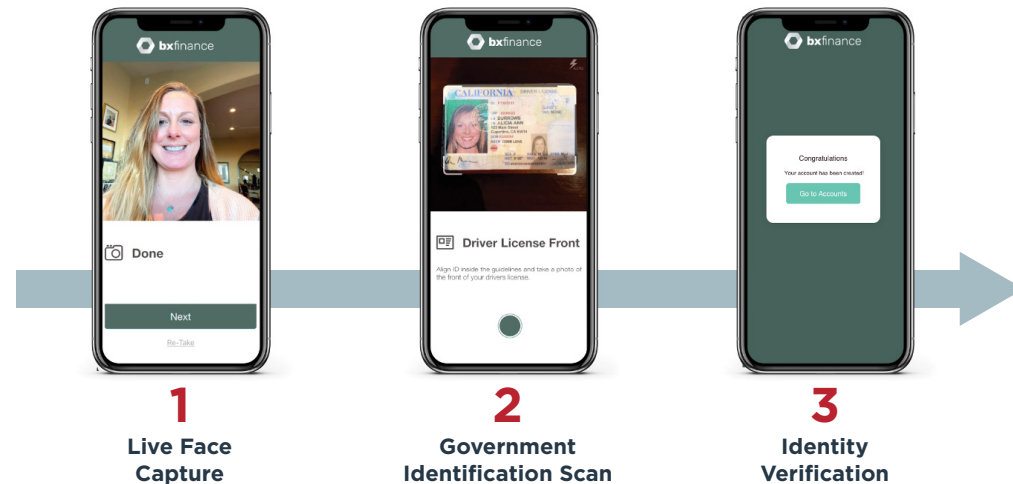 bxfinance
Done
Next
Re-Take
1
Live Face
Capture
bxfinance
CALIFORNIA
ALICIA ANN
Driver License Front
Align ID inside the guidelines and take a photo of
the front of your drivers license.
2
Government
Identification Scan
bxfinance
Congratulations
Your account has been created!
Go to Accounts
3
Identity
Verification